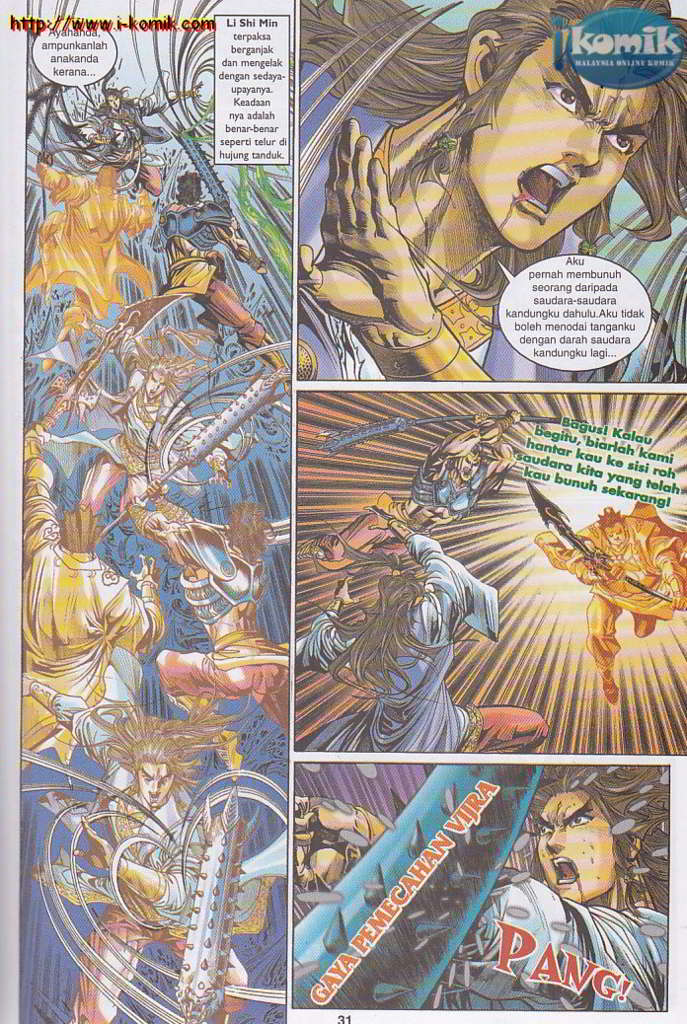 http://www.i-komik.com
ikomik
MALAYSIA ONLINE KOMIK
Ayahanda,
ampunkanlah
anakanda
kerana...
Li Shi Min
terpaksa
berganjak
dan mengelak
dengan sedaya-
upayanya.
Keadaan
nya adalah
benar-benar
seperti telur di
hujung tanduk.
Aku
pernah membunuh
seorang daripada
saudara-saudara
kandungku dahulu.Aku tidak
boleh menodai tanganku
dengan darah saudara
kandungku lagi...
Bagus! Kalau
begitu, biarlah kami
hantar kau ke sisi roh
saudara kita yang telah
kau bunuh sekarang!
GAYA PEMECAHAN VIJRA
PANG!
31